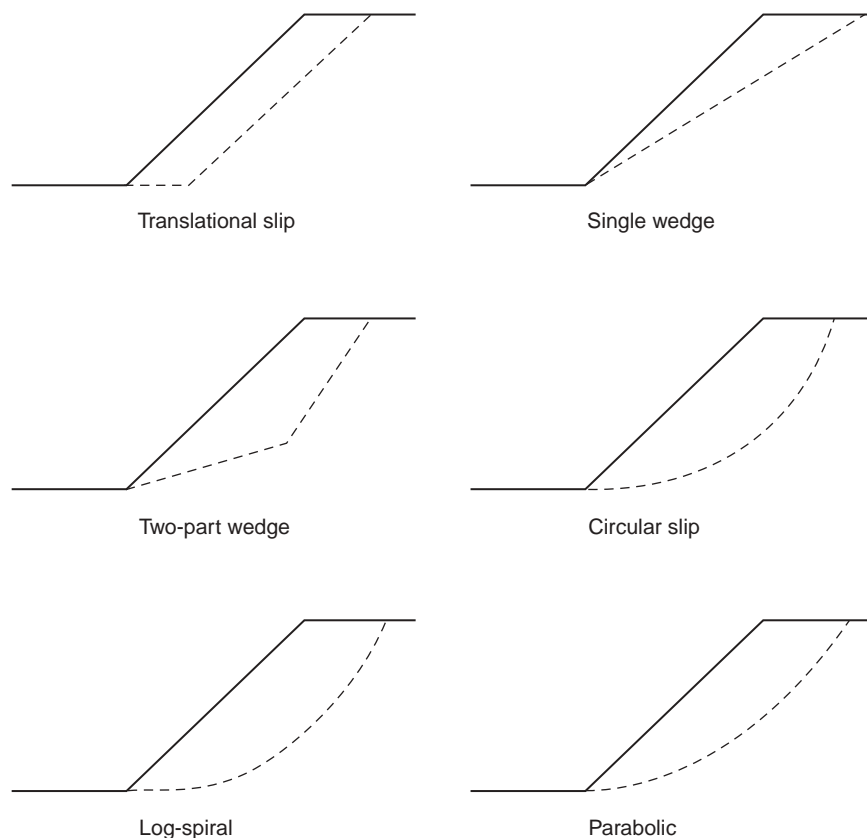 Translational slip
Single wedge
Two-part wedge
Circular slip
Log-spiral
Parabolic